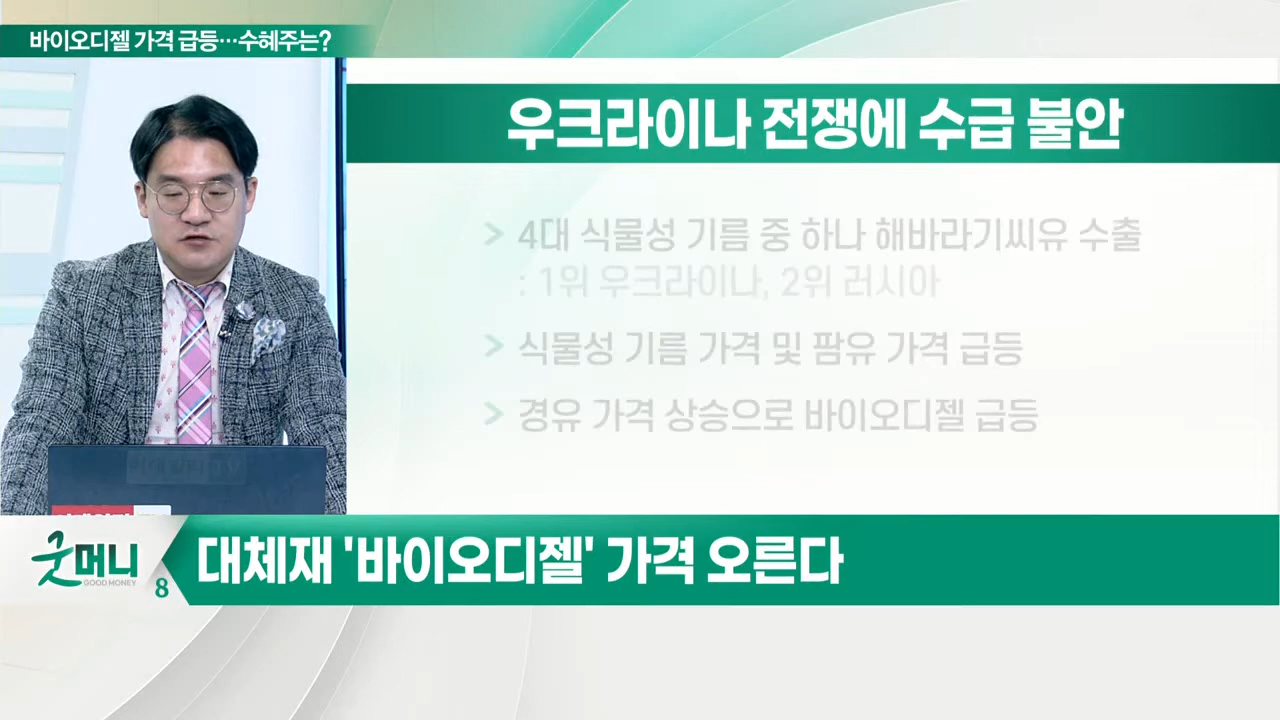 바이오디젤 가격 급등…수혜주는?
우크라이나 전쟁에 수급 불안
> 4대 식물성 기름 중 하나 해바라기씨유 수출
: 1위 우크라이나, 2위 러시아
> 식물성 기름 가격 및 팜유 가격 급등
> 경유 가격 상승으로 바이오디젤 급등
굿머니
GOOD MONEY
8
대체재 '바이오디젤' 가격 오른다